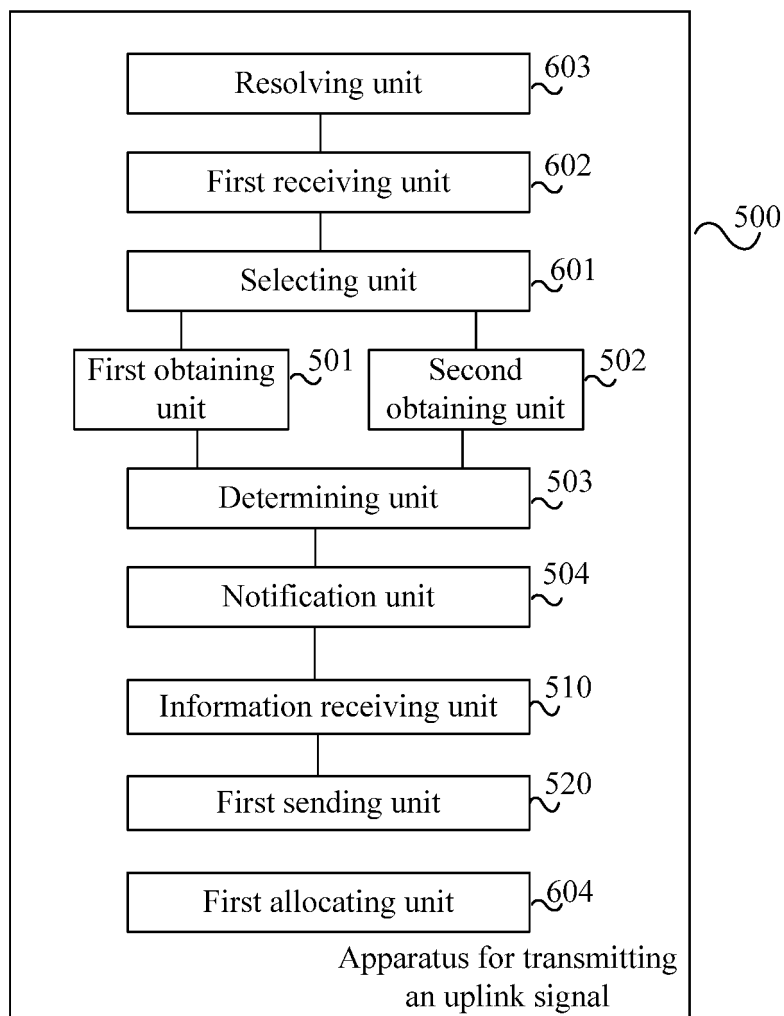 603
Resolving unit
602
First receiving unit
500
601
Selecting unit
First obtaining
unit
501
Second
obtaining unit
502
503
Determining unit
504
Notification unit
510
Information receiving unit
520
First sending unit
First allocating unit
604
Apparatus for transmitting
an uplink signal